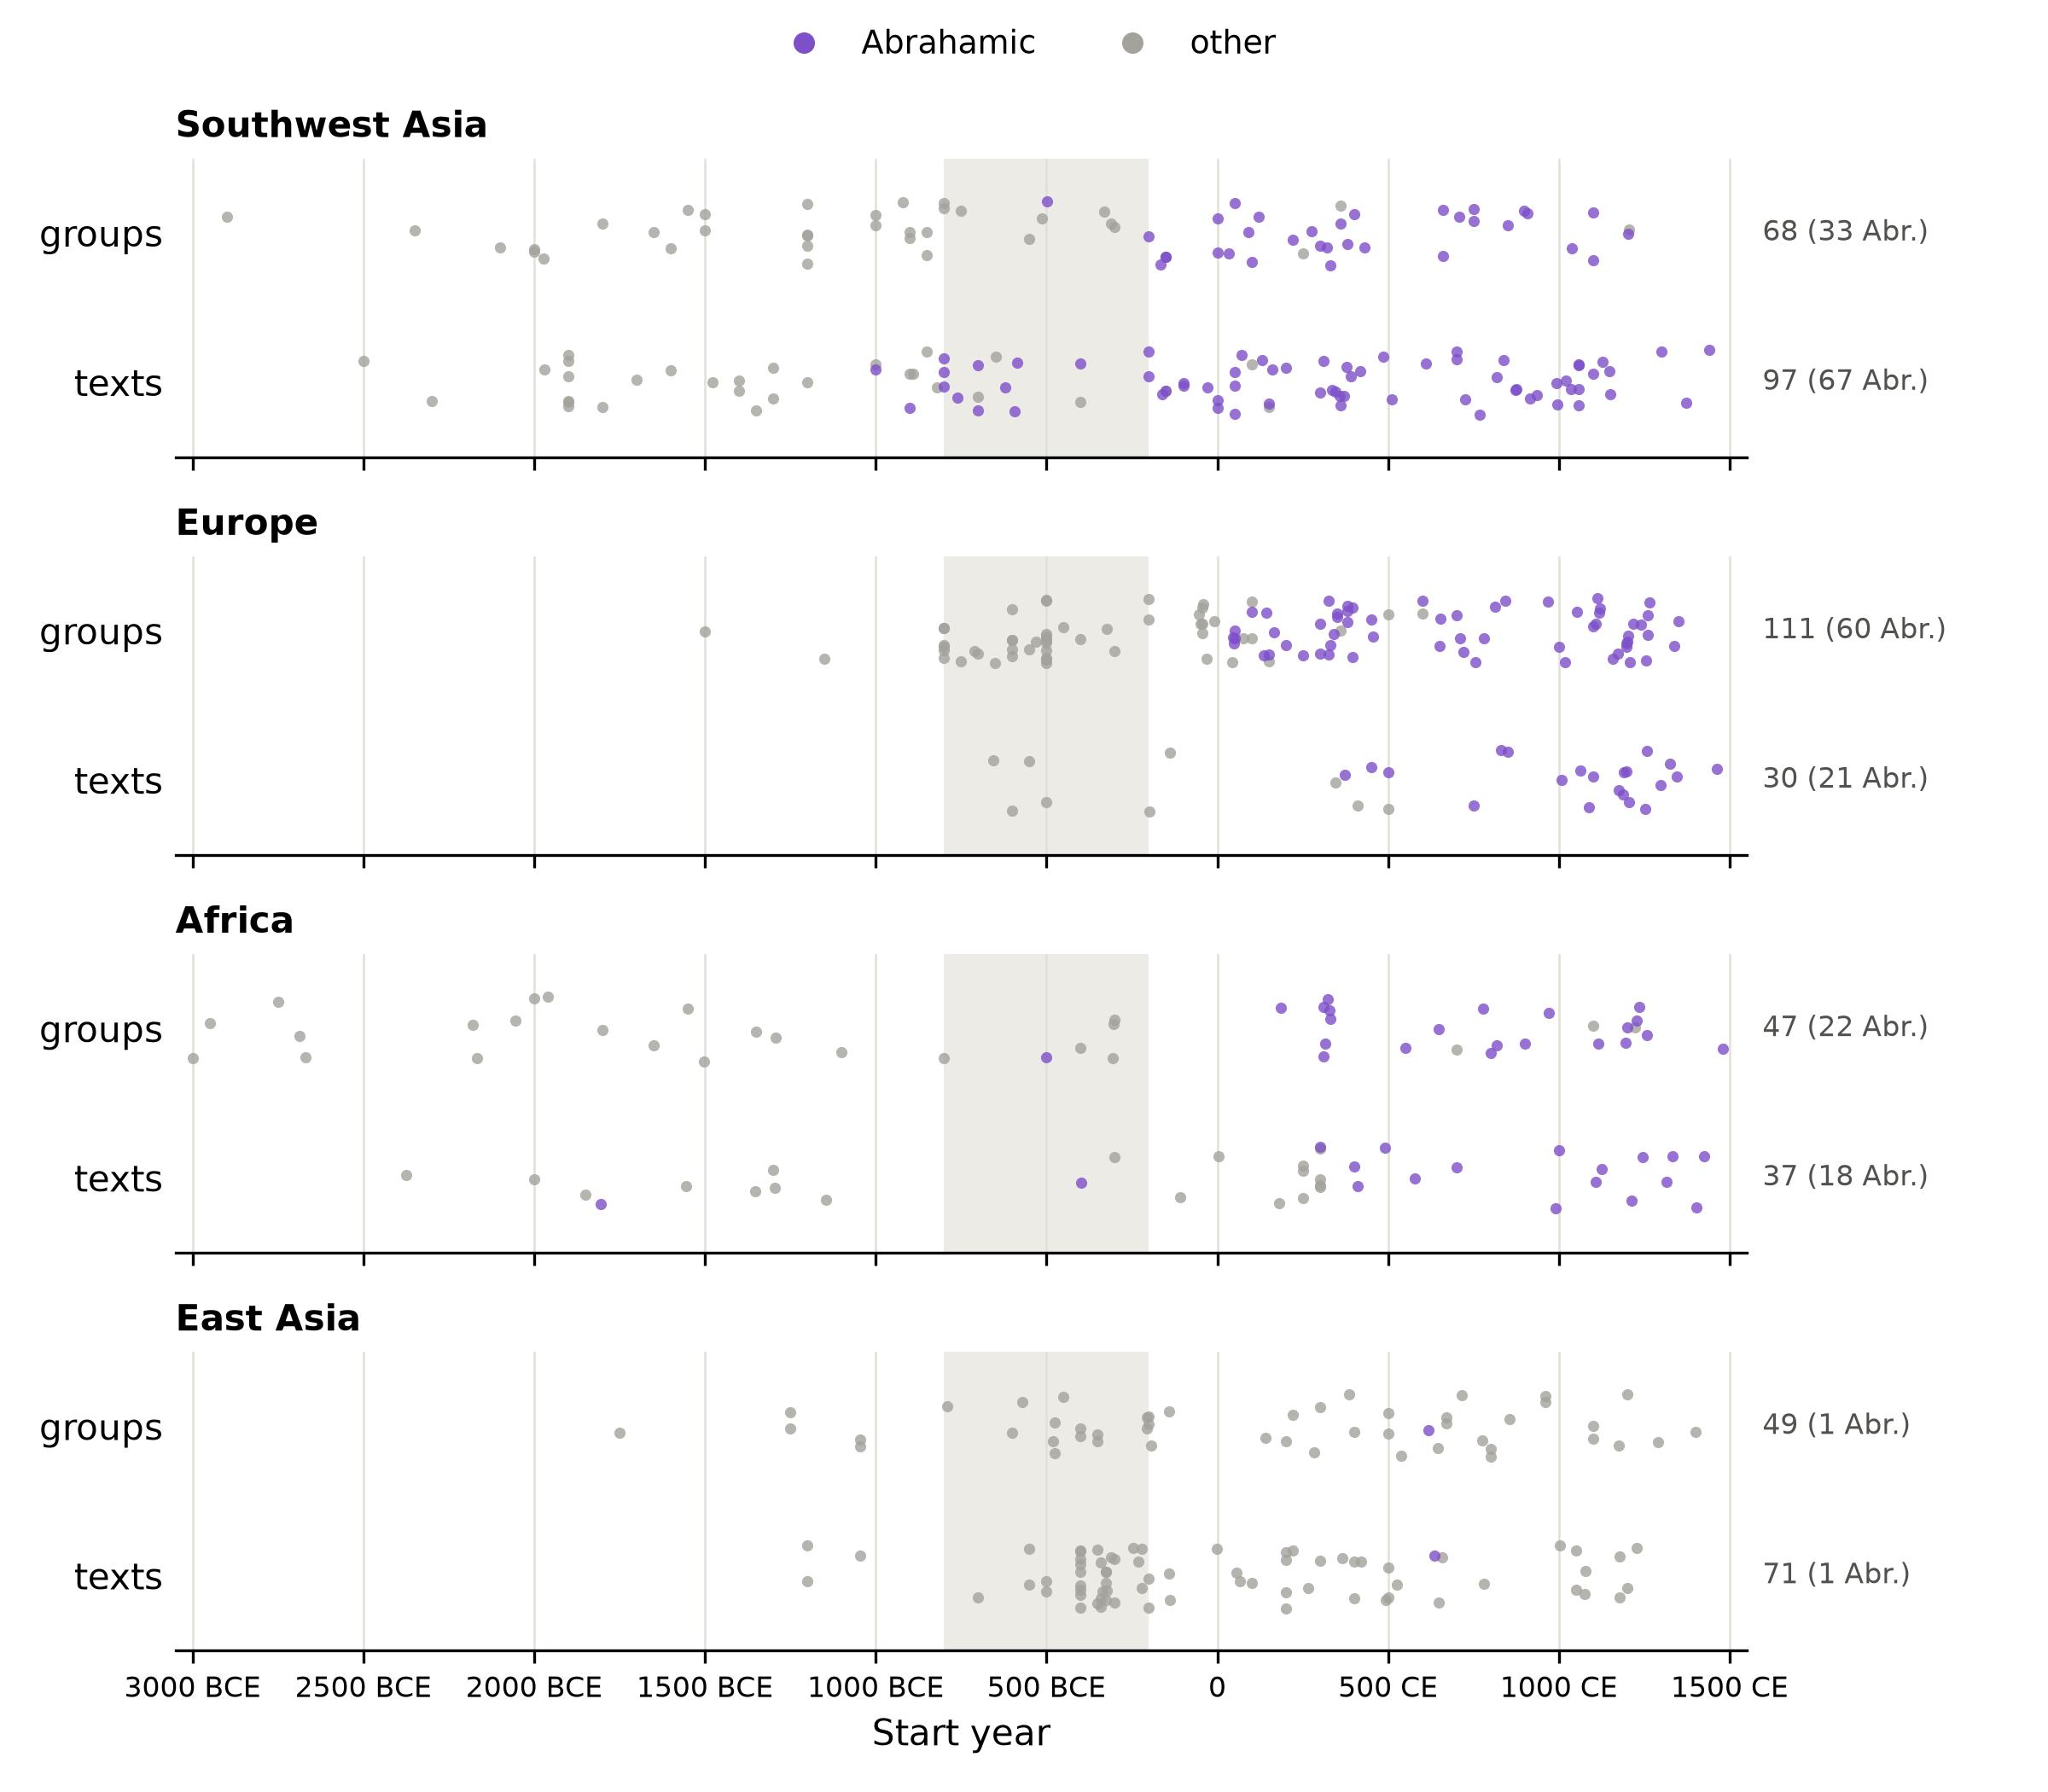 Abrahamic other
Southwest Asia
groups 68 (33 Abr.)
texts 97 (67 Abr.)
Europe
groups 111 (60 Abr.)
texts 30 (21 Abr.)
Africa
groups 47 (22 Abr.)
texts 37 (18 Abr.)
East Asia
groups 49 (1 Abr.)
texts 71 (1 Abr.)
3000 BCE 2500 BCE 2000 BCE 1500 BCE 1000 BCE 500 BCE 0 500 CE 1000 CE 1500 CE
Start year